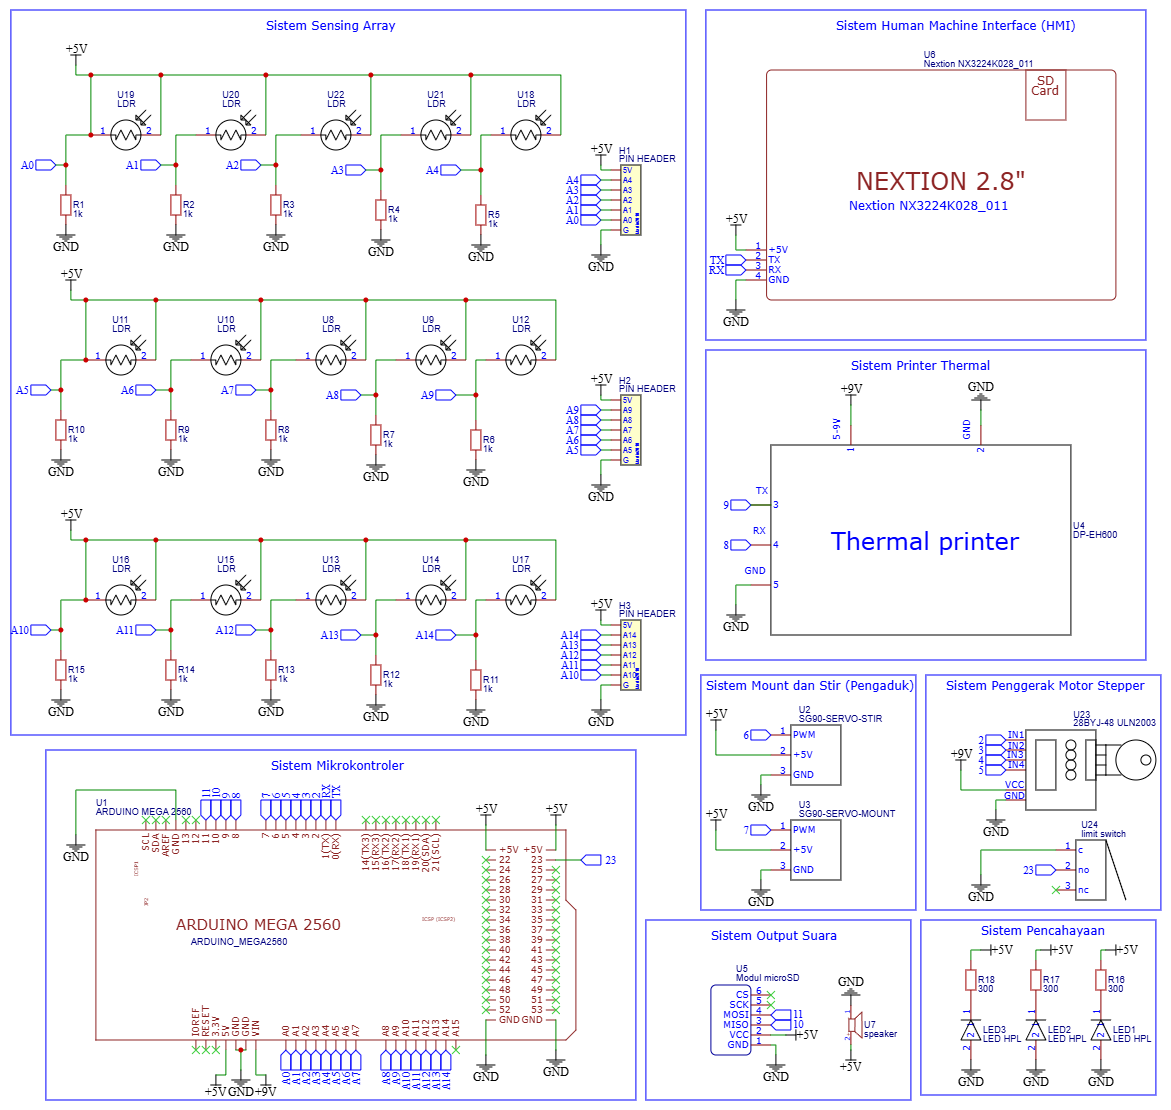 Sistem Sensing Array
+5V
U19
LDR
U20
LDR
U22
LDR
U21
LDR
U18
LDR
1 2 1 2 1 2 1 2 1 2
A0 A1 A2 A3 A4
R1
1k
R2
1k
R3
1k
R4
1k
R5
1k
GND GND GND GND GND
H1
PIN HEADER
+5V
5V
A4 A4
A3 A3
A2 A2
A1 A1
A0 A0
G
GND
+5V
U11
LDR
U10
LDR
U8
LDR
U9
LDR
U12
LDR
1 2 1 2 1 2 1 2 1 2
A5 A6 A7 A8 A9
R10
1k
R9
1k
R8
1k
R7
1k
R6
1k
GND GND GND GND GND
H2
PIN HEADER
+5V
5V
A9 A9
A8 A8
A7 A7
A6 A6
A5 A5
G
GND
+5V
U16
LDR
U15
LDR
U13
LDR
U14
LDR
U17
LDR
1 2 1 2 1 2 1 2 1 2
A10 A11 A12 A13 A14
R15
1k
R14
1k
R13
1k
R12
1k
R11
1k
GND GND GND GND GND
H3
PIN HEADER
+5V
5V
A14 A14
A13 A13
A12 A12
A11 A11
A10 A10
G
GND
Sistem Human Machine Interface (HMI)
U6
Nextion NX3224K028_011
SD
Card
NEXTION 2.8"
Nextion NX3224K028_011
+5V
1 +5V
TX 2 TX
RX 3 RX
4 GND
GND
Sistem Printer Thermal
+9V
GND
5-9V
1
GND
2
TX
9 3
RX
8 4
GND
5
GND
Thermal printer
U4
DP-EH600
Sistem Mount dan Stir (Pengaduk)
U2
SG90-SERVO-STIR
+5V
6 1 PWM
2 +5V
3 GND
GND
U3
SG90-SERVO-MOUNT
+5V
7 1 PWM
2 +5V
3 GND
GND
Sistem Penggerak Motor Stepper
U23
28BYJ-48 ULN2003
2 IN1
3 IN2
4 IN3
5 IN4
+9V
VCC
GND
GND
U24
limit switch
1 c
23 2 no
3 nc
GND
Sistem Mikrokontroler
U1
ARDUINO MEGA 2560
GND
11 10 9 8 7 6 5 4 3 2 RX TX
SCL SDA AREF GND 13 12 11 10 9 8 7 6 5 4 3 2 1(TX) 0(RX) 14(TX3) 15(RX3) 16(TX2) 17(RX2) 18(TX1) 19(RX1) 20(SDA) 21(SCL)
ICSP1
JP2
ICSP (ICSP2)
ARDUINO MEGA 2560
ARDUINO_MEGA2560
+5V +5V
+5V +5V
22 23 23
24 25
26 27
28 29
30 31
32 33
34 35
36 37
38 39
40 41
42 43
44 45
46 47
48 49
50 51
52 53
GND GND
GND GND
IOREF RESET 3.3V 5V GND GND VIN A0 A1 A2 A3 A4 A5 A6 A7 A8 A9 A10 A11 A12 A13 A14 A15
+5V GND +9V
A0 A1 A2 A3 A4 A5 A6 A7 A8 A9 A10 A11 A12 A13 A14
Sistem Output Suara
U5
Modul microSD
CS 6
SCK 5
MOSI 4 11
MISO 3 10
VCC 2 +5V
GND 1
GND
GND
1
2
U7
speaker
+5V
Sistem Pencahayaan
+5V +5V +5V
R18
300
R17
300
R16
300
1 1 1
LED3
LED HPL
LED2
LED HPL
LED1
LED HPL
2 1 2 1 2 1
2 2 2
GND GND GND